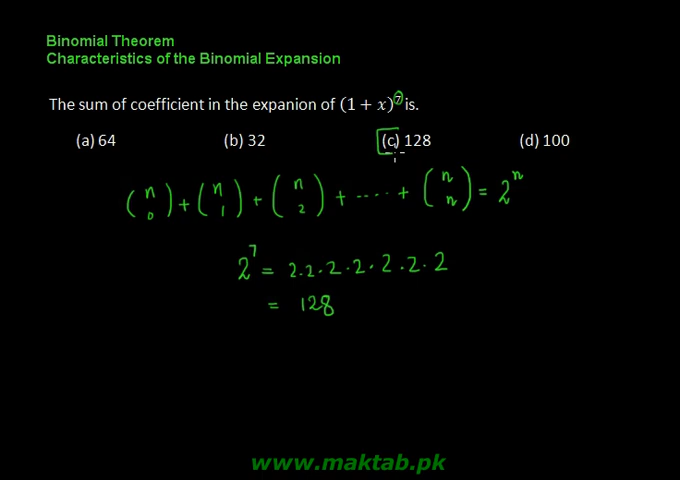 Binomial Theorem
Characteristics of the Binomial Expansion
The sum of coefficient in the expanion of (1 + x)⁷ is.
(a) 64 (b) 32 (c) 128 (d) 100
(n 0) + (n 1) + (n 2) + ..... + (n n) = 2ⁿ
2⁷ = 2.2.2.2.2.2.2
= 128
www.maktab.pk